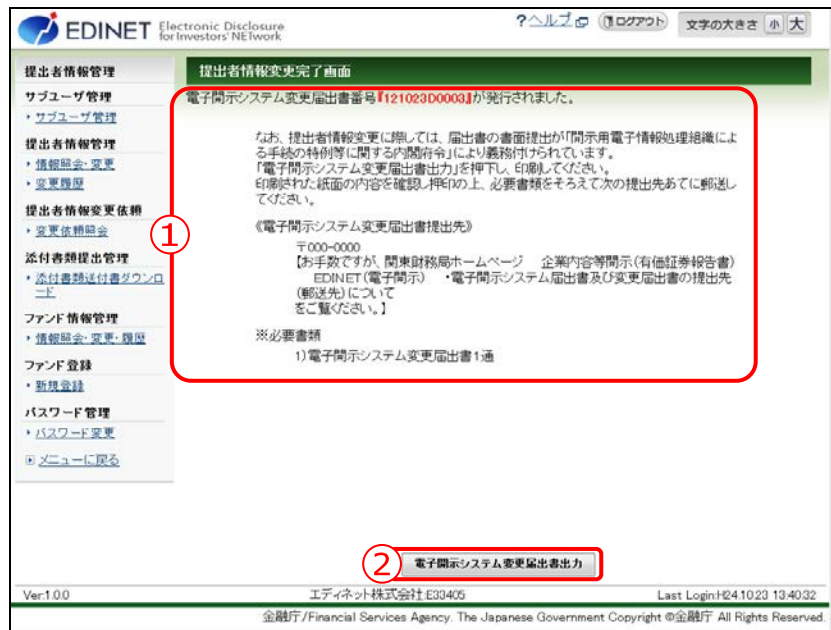 EDINET Electronic Disclosure for Investors' NETwork
?ヘルプ ログアウト 文字の大きさ 小 大
提出者情報管理
サブユーザ管理
サブユーザ管理
提出者情報管理
情報照会・変更
変更履歴
提出者情報変更依頼
変更依頼照会
添付書類提出管理
添付書類送付書ダウンロ
ード
ファンド情報管理
情報照会・変更・履歴
ファンド登録
新規登録
パスワード管理
パスワード変更
メニューに戻る
提出者情報変更完了画面
①
電子開示システム変更届出書番号『121023D0003』が発行されました。
なお、提出者情報変更に際しては、届出書の書面提出が「開示用電子情報処理組織によ
る手続の特例等に関する内閣府令」により義務付けられています。
「電子開示システム変更届出書出力」を押下し、印刷してください。
印刷された紙面の内容を確認し、押印の上、必要書類をそろえて次の提出先あてに郵送し
てください。
《電子開示システム変更届出書提出先》
〒000-0000
【お手数ですが、関東財務局ホームページ 企業内容等開示(有価証券報告書)
EDINET(電子開示) ・電子開示システム届出書及び変更届出書の提出先
(郵送先)について
をご覧ください。】
※必要書類
1)電子開示システム変更届出書1通
② 電子開示システム変更届出書出力
Ver:1.0.0 エディネット株式会社:E33405 Last Login:H24.10.23 13:40:32
金融庁/Financial Services Agency. The Japanese Government Copyright ©金融庁 All Rights Reserved.